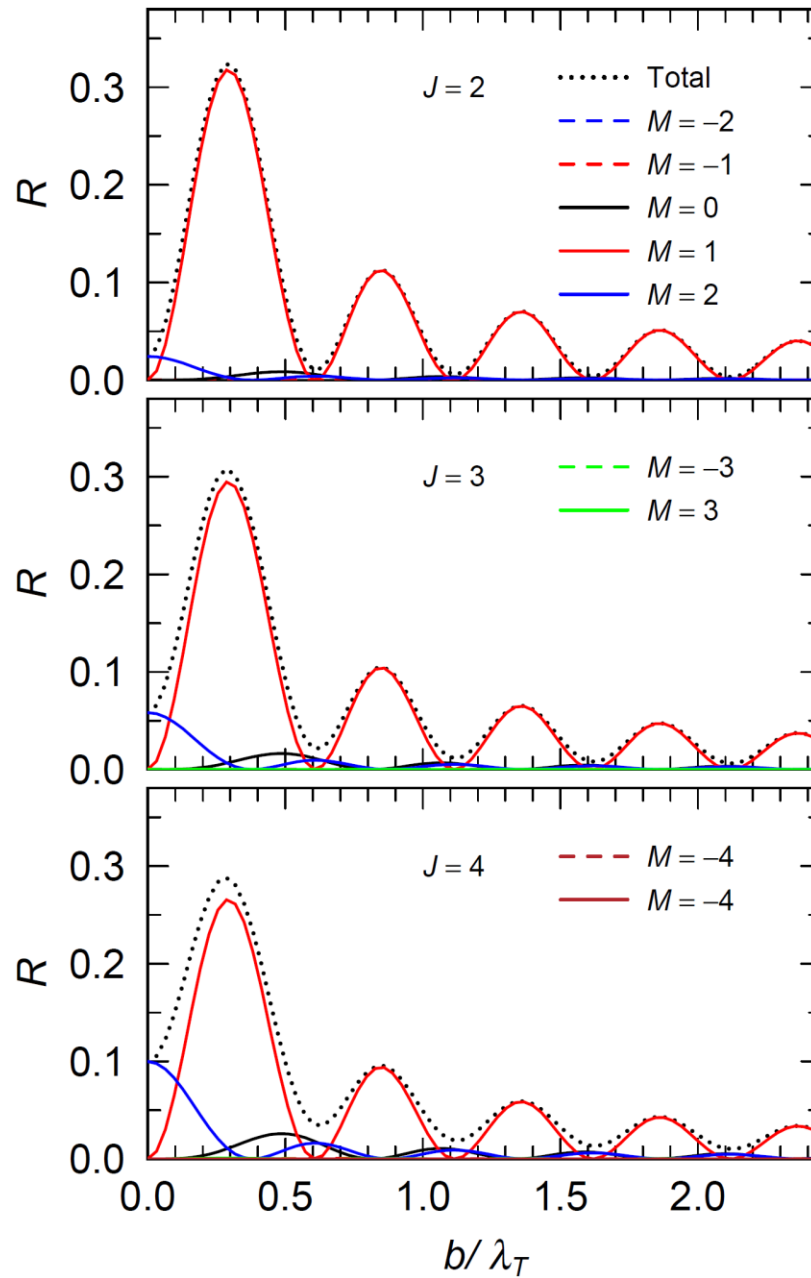 R
0.3
0.2
0.1
0.0
J = 2
Total
M = −2
M = −1
M = 0
M = 1
M = 2
R
0.3
0.2
0.1
0.0
J = 3
M = −3
M = 3
R
0.3
0.2
0.1
0.0
J = 4
M = −4
M = −4
0.0 0.5 1.0 1.5 2.0
b/ λT